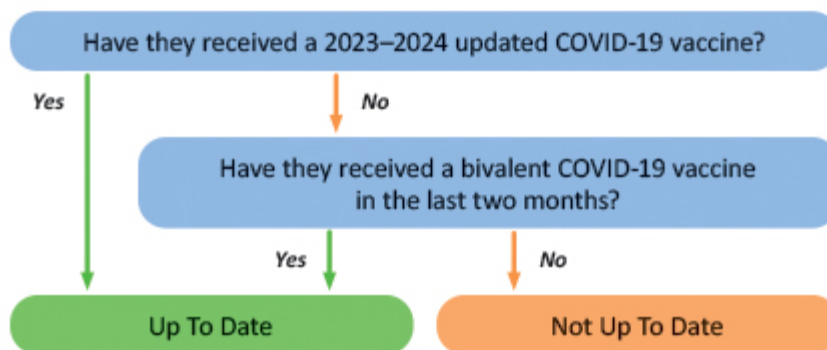 Have they received a 2023–2024 updated COVID-19 vaccine?
Yes
No
Have they received a bivalent COVID-19 vaccine
in the last two months?
Yes
No
Up To Date
Not Up To Date